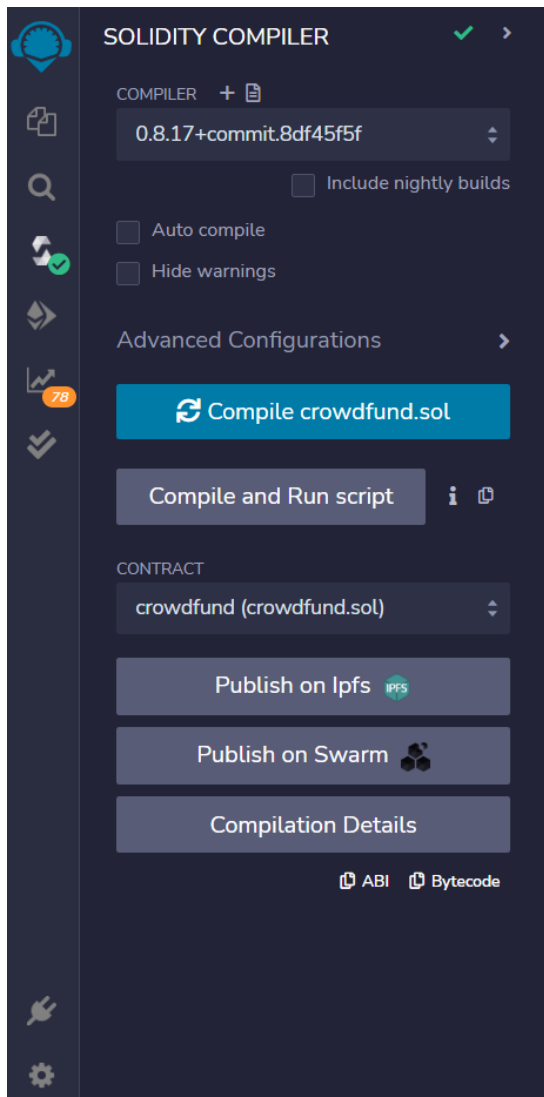 SOLIDITY COMPILER
COMPILER
0.8.17+commit.8df45f5f
Include nightly builds
Auto compile
Hide warnings
Advanced Configurations
78
Compile crowdfund.sol
Compile and Run script
CONTRACT
crowdfund (crowdfund.sol)
Publish on Ipfs IPFS
Publish on Swarm
Compilation Details
ABI Bytecode